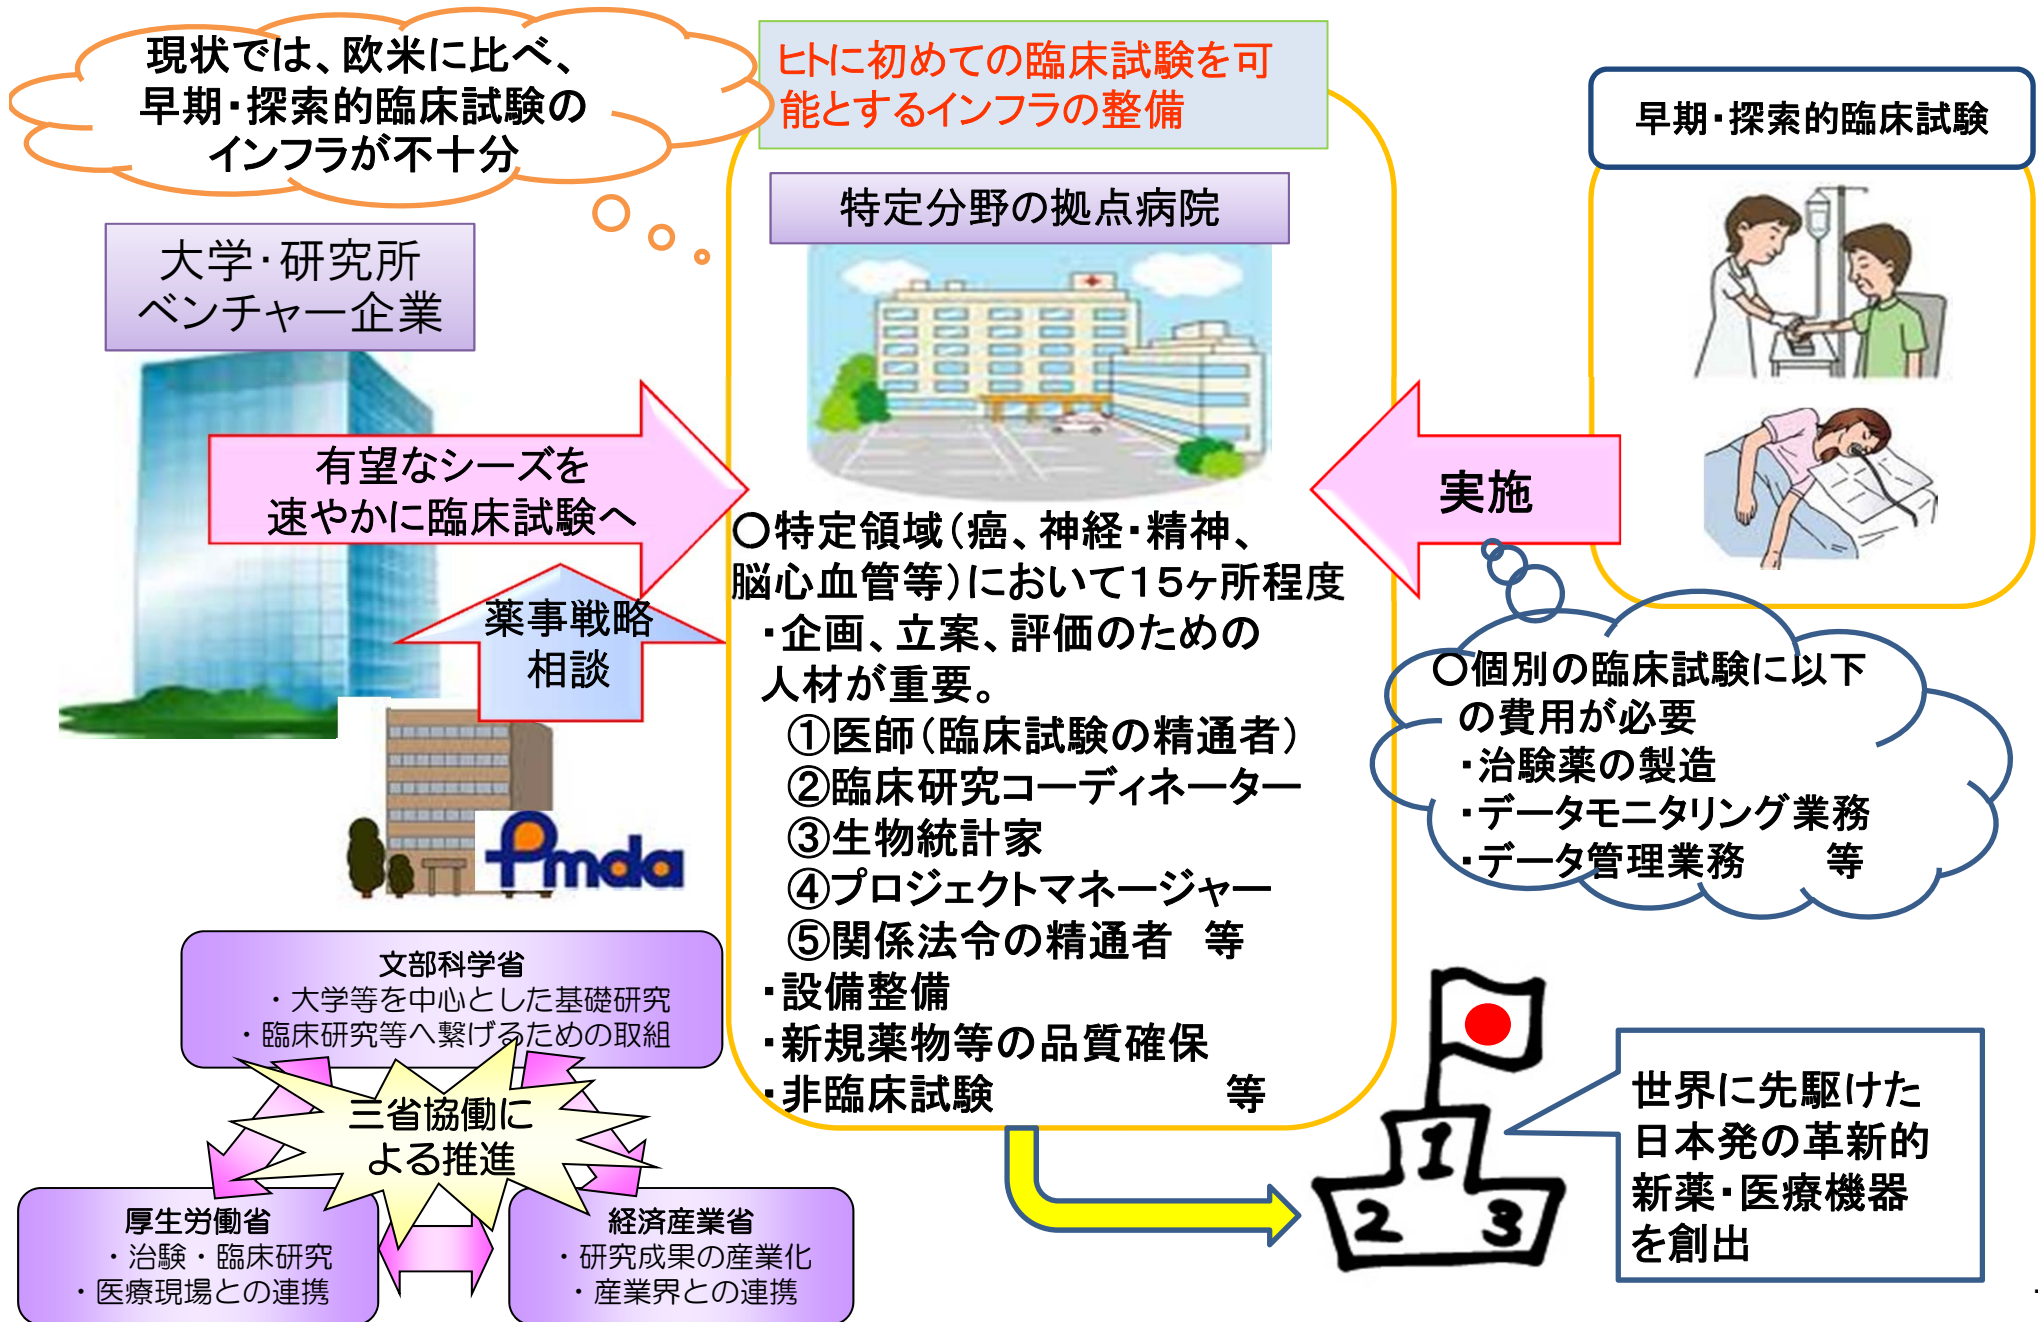 現状では、欧米に比べ、
早期・探索的臨床試験の
インフラが不十分
ヒトに初めての臨床試験を可
能とするインフラの整備
早期・探索的臨床試験
特定分野の拠点病院
大学・研究所
ベンチャー企業
有望なシーズを
速やかに臨床試験へ
実施
薬事戦略
相談
Pmda
○特定領域(癌、神経・精神、
脳心血管等)において15ヶ所程度
・企画、立案、評価のための
人材が重要。
①医師(臨床試験の精通者)
②臨床研究コーディネーター
③生物統計家
④プロジェクトマネージャー
⑤関係法令の精通者 等
・設備整備
・新規薬物等の品質確保
・非臨床試験 等
○個別の臨床試験に以下
の費用が必要
・治験薬の製造
・データモニタリング業務
・データ管理業務 等
文部科学省
・大学等を中心とした基礎研究
・臨床研究等へ繋げるための取組
三省協働に
よる推進
厚生労働省
・治験・臨床研究
・医療現場との連携
経済産業省
・研究成果の産業化
・産業界との連携
1
2 3
世界に先駆けた
日本発の革新的
新薬・医療機器
を創出